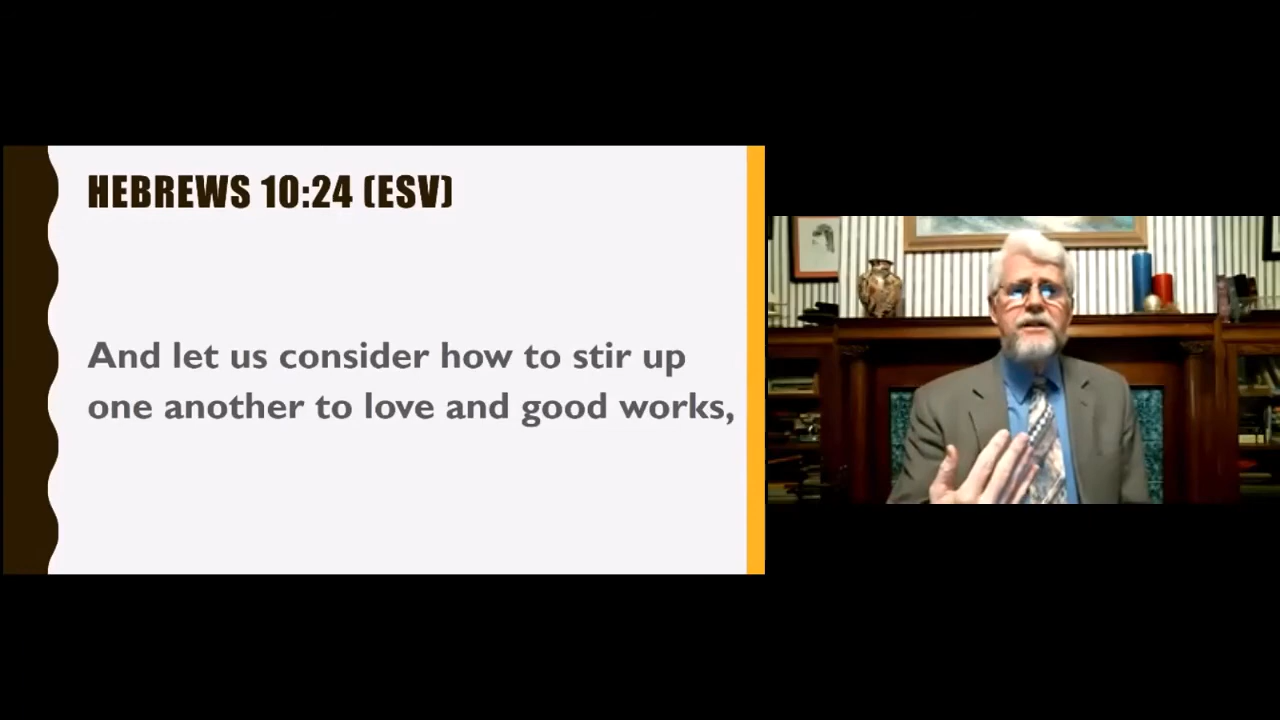 HEBREWS 10:24 (ESV)
And let us consider how to stir up
one another to love and good works,